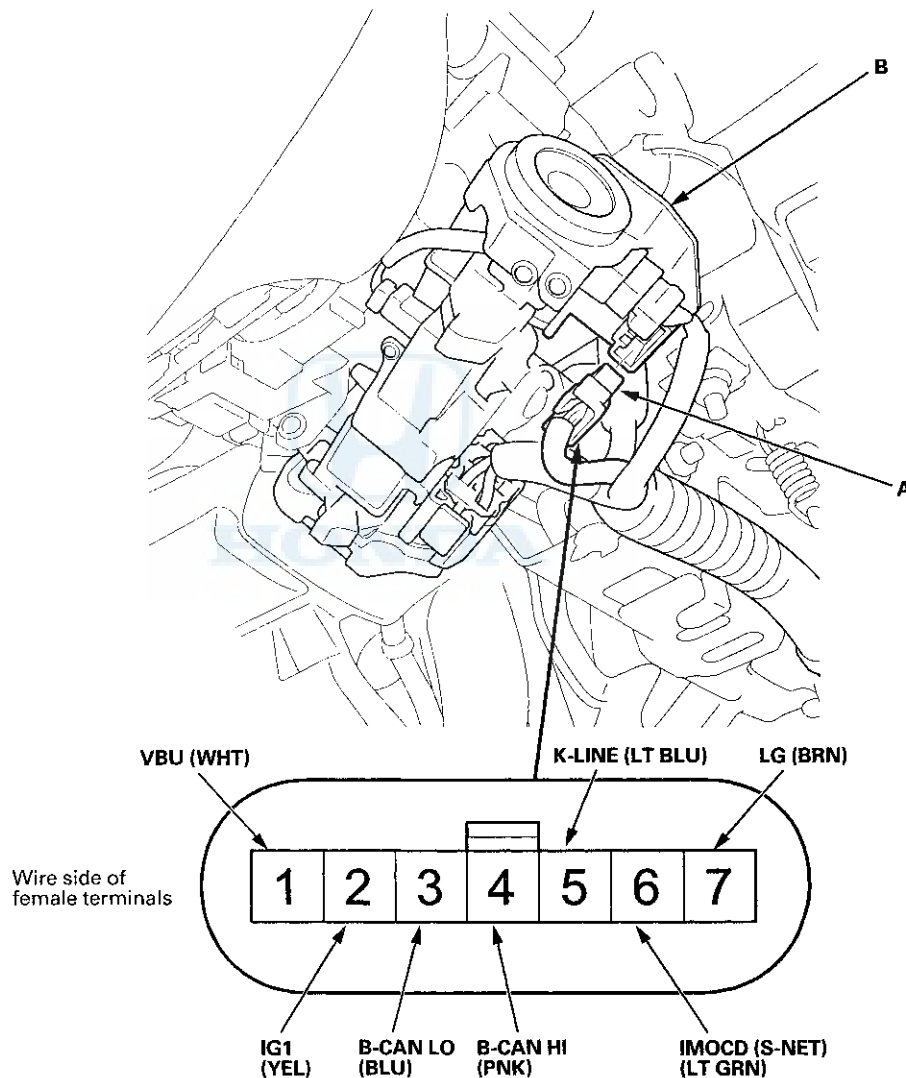 B
A
HONDA
VBU (WHT)
K-LINE (LT BLU)
LG (BRN)
Wire side of
female terminals
1 2 3 4 5 6 7
IG1
(YEL)
B-CAN LO
(BLU)
B-CAN HI
(PNK)
IMOCD (S-NET)
(LT GRN)